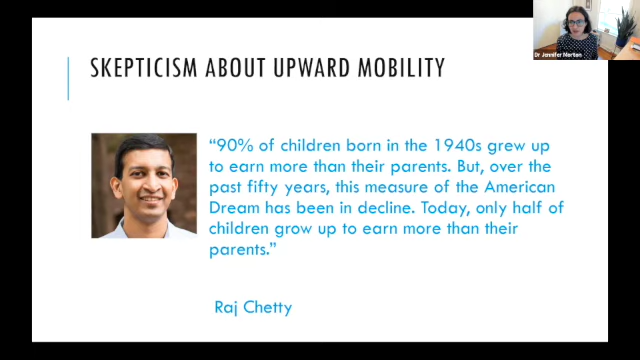 SKEPTICISM ABOUT UPWARD MOBILITY
“90% of children born in the 1940s grew up
to earn more than their parents. But, over the
past fifty years, this measure of the American
Dream has been in decline. Today, only half of
children grow up to earn more than their
parents.”
Raj Chetty
Dr Jennifer Morton